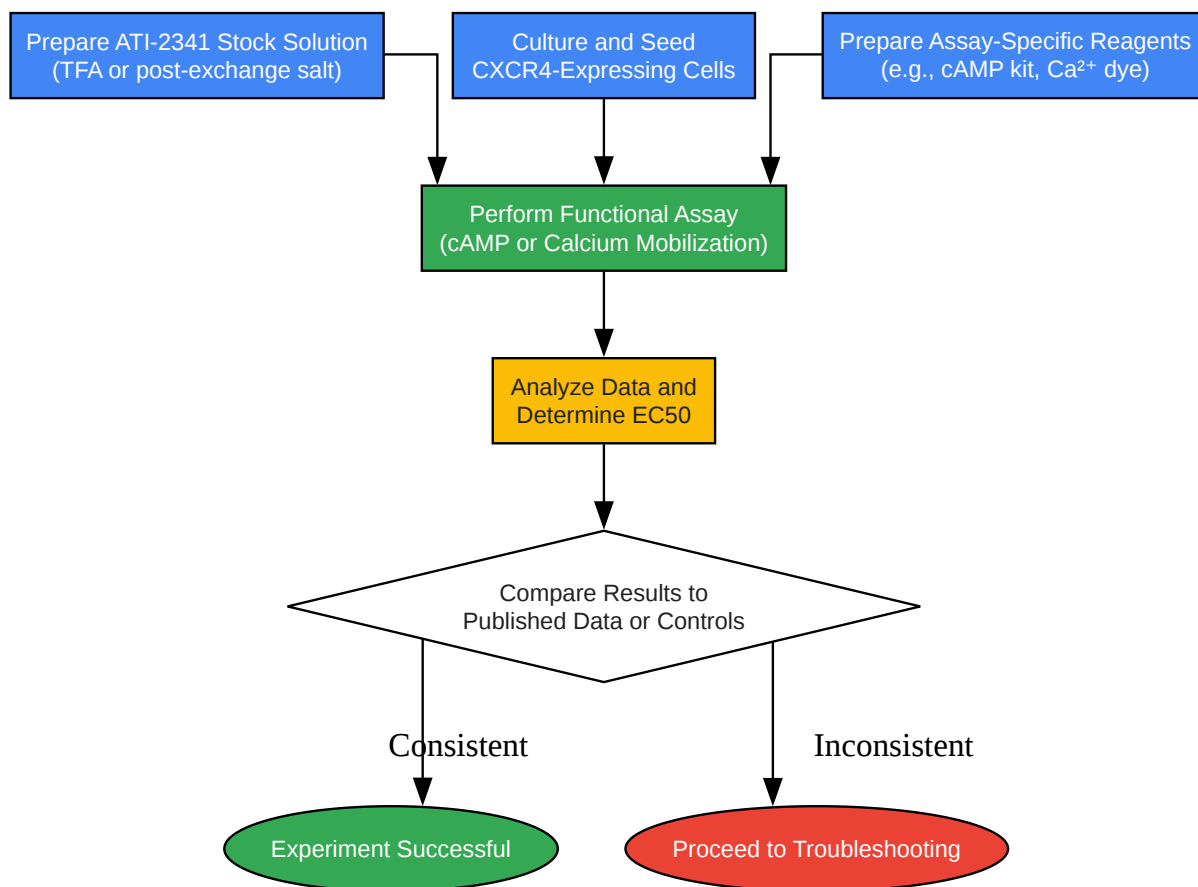 Prepare ATI-2341 Stock Solution
(TFA or post-exchange salt)
Culture and Seed
CXCR4-Expressing Cells
Prepare Assay-Specific Reagents
(e.g., cAMP kit, Ca²⁺ dye)
Perform Functional Assay
(cAMP or Calcium Mobilization)
Analyze Data and
Determine EC50
Compare Results to
Published Data or Controls
Consistent
Inconsistent
Experiment Successful
Proceed to Troubleshooting